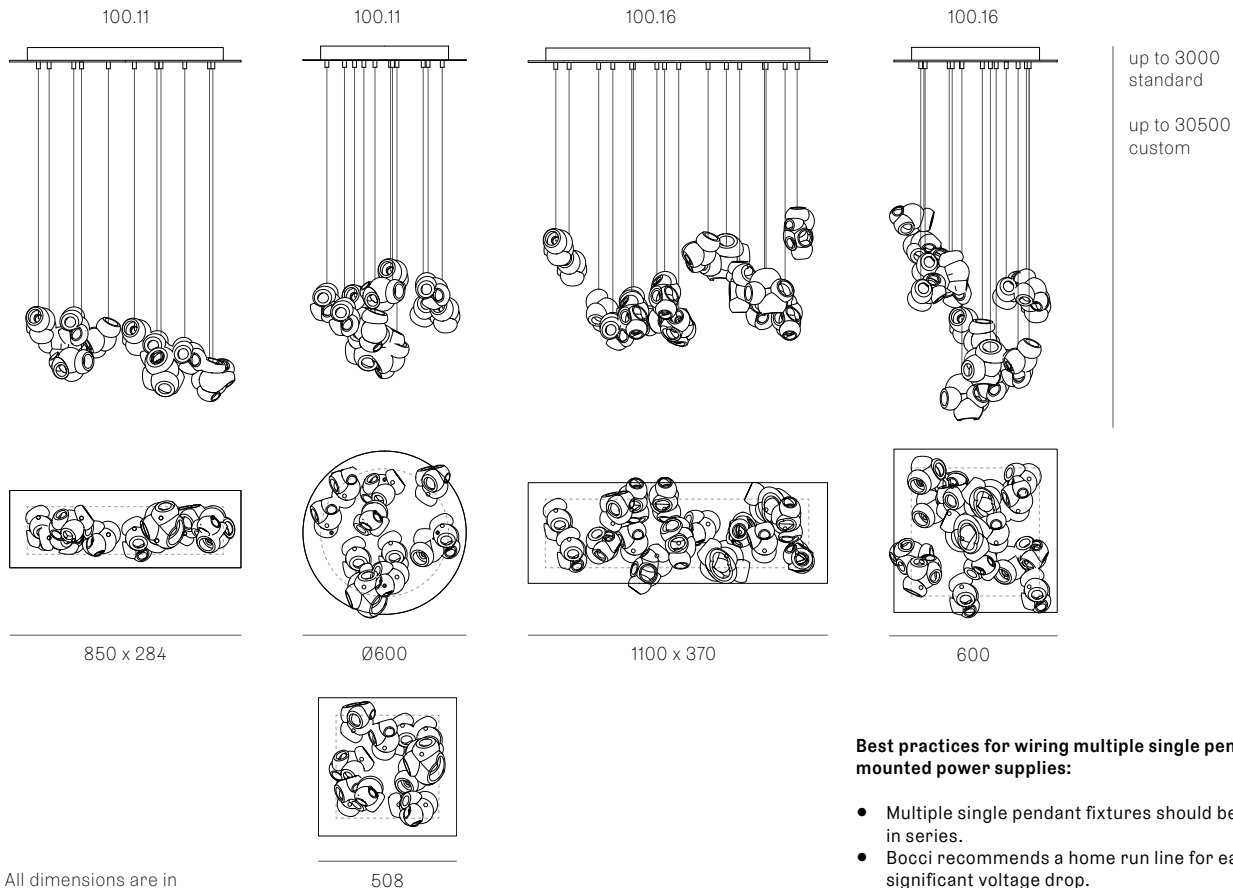 100.11
100.11
100.16
100.16
up to 3000
standard
up to 30500
custom
850 x 284
Ø600
1100 x 370
600
508
All dimensions are in
Best practices for wiring multiple single
mounted power supplies:
● Multiple single pendant fixtures should be
in series.
● Bocci recommends a home run line for
significant voltage drop.